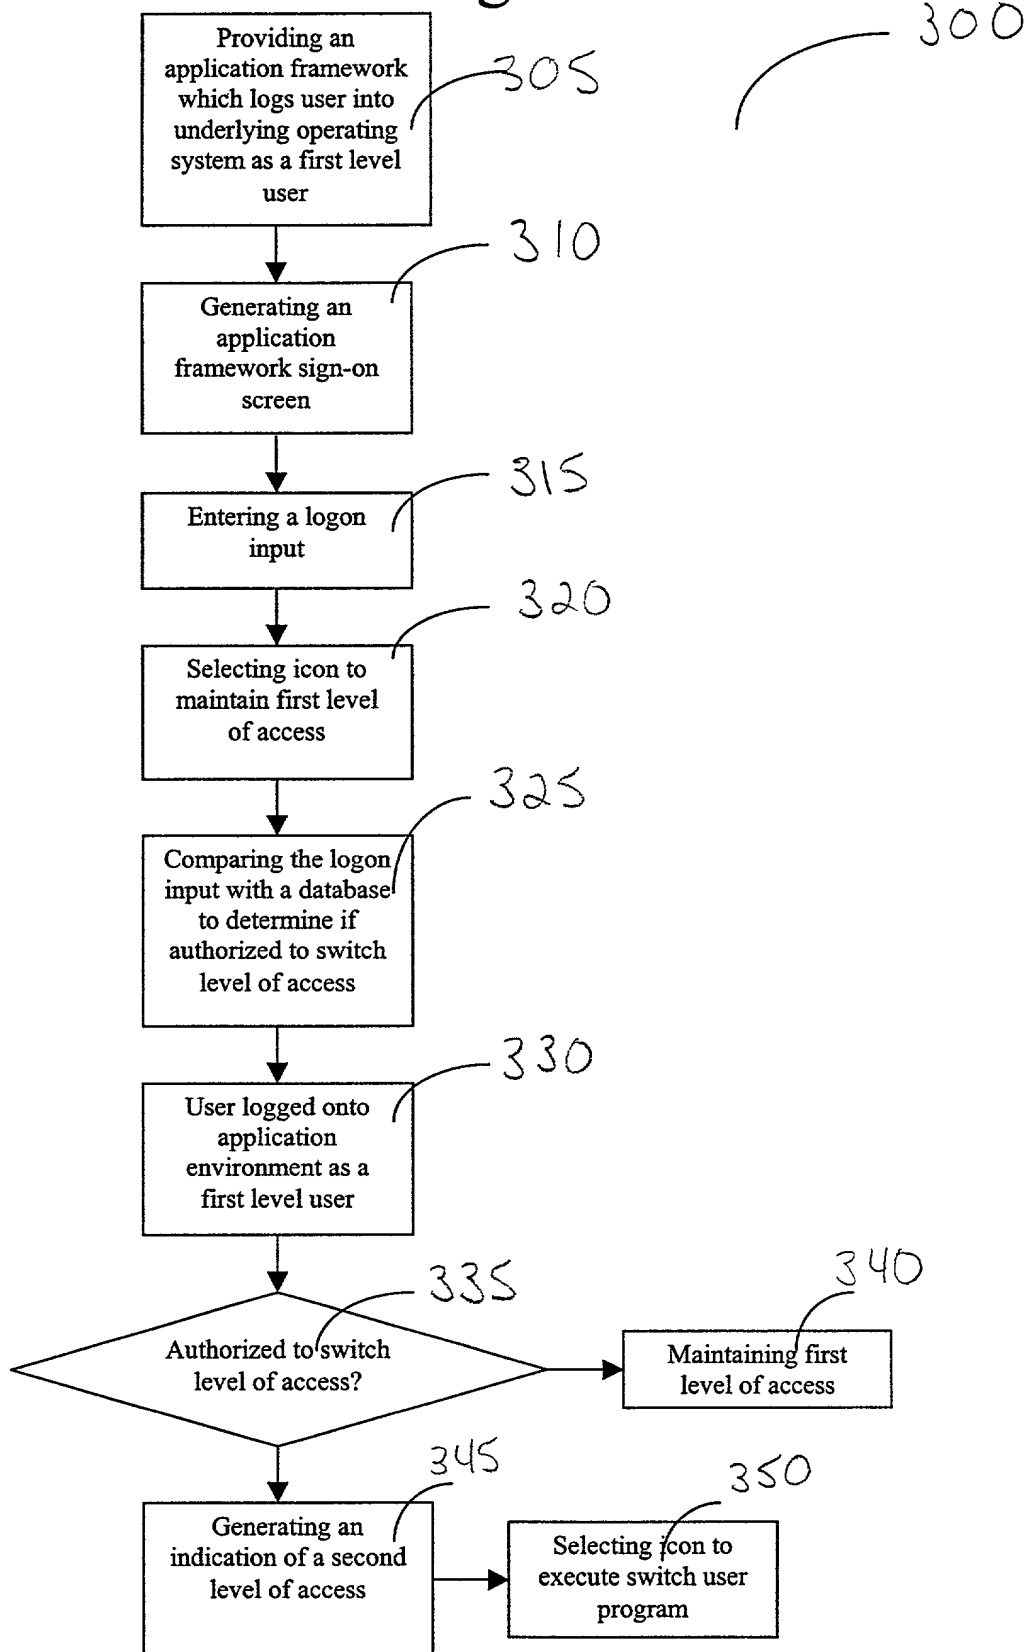 300
Providing an
application framework
which logs user into
underlying operating
system as a first level
user
305
310
Generating an
application
framework sign-on
screen
315
Entering a logon
input
320
Selecting icon to
maintain first level
of access
325
Comparing the logon
input with a database
to determine if
authorized to switch
level of access
330
User logged onto
application
environment as a
first level user
335
Authorized to switch
level of access?
340
Maintaining first
level of access
345
Generating an
indication of a second
level of access
350
Selecting icon to
execute switch user
program